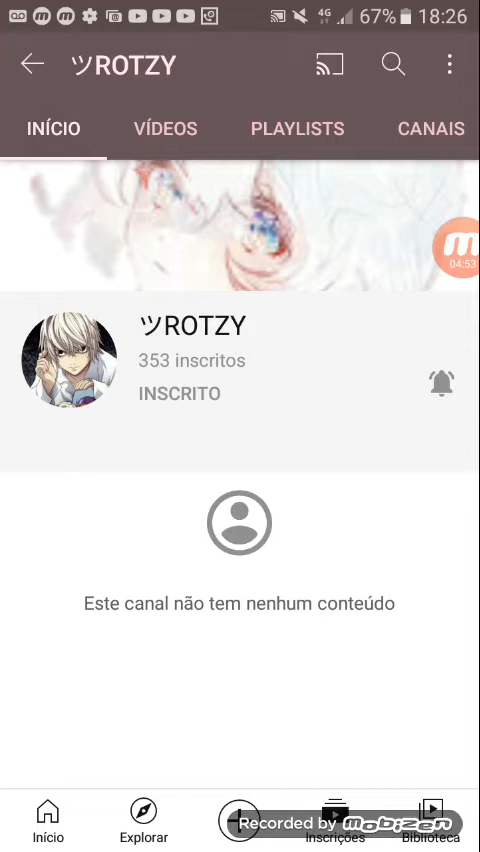 4G 67% 18:26
ツROTZY
INÍCIO VÍDEOS PLAYLISTS CANAIS
04:53
ツROTZY
353 inscritos
INSCRITO
Este canal não tem nenhum conteúdo
Recorded by mobizen
Início Explorar Inscrições Biblioteca